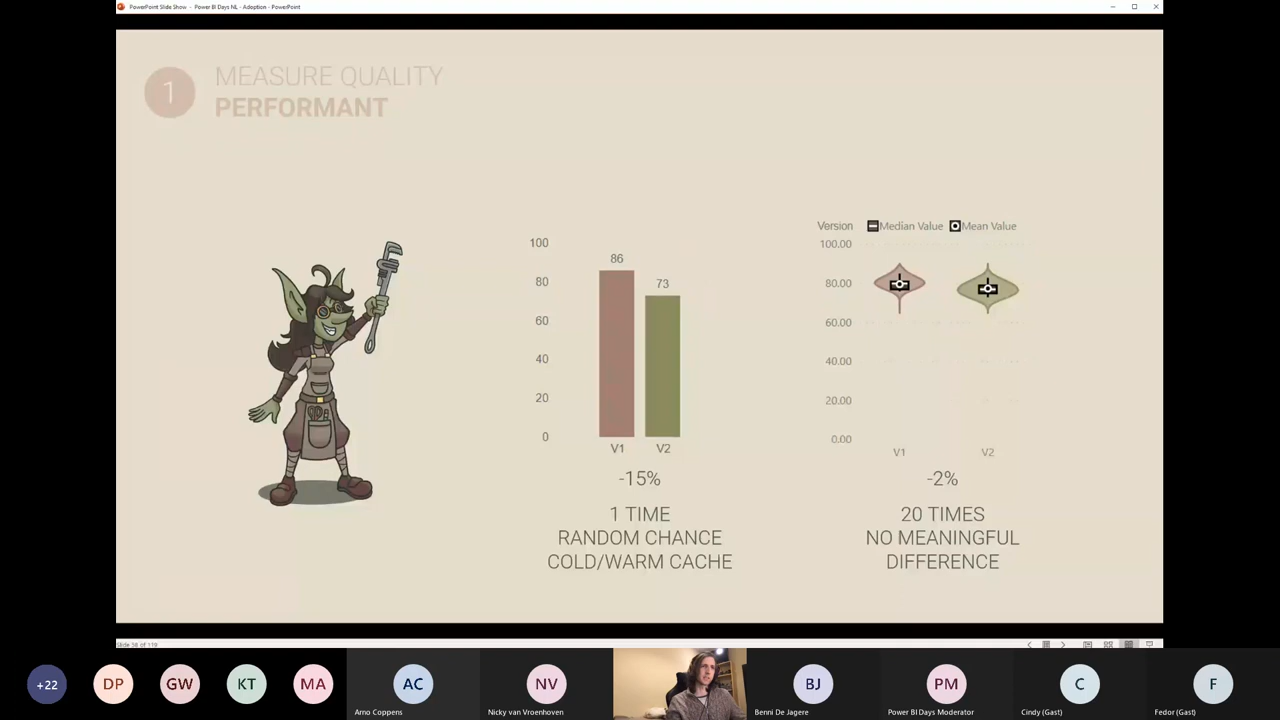 PowerPoint Slide Show - Power BI Days NL - Adoption - PowerPoint
1
MEASURE QUALITY
PERFORMANT
100
80
60
40
20
0
86
73
V1 V2
-15%
1 TIME
RANDOM CHANCE
COLD/WARM CACHE
Version Median Value Mean Value
100.00
80.00
60.00
40.00
20.00
0.00
V1 V2
-2%
20 TIMES
NO MEANINGFUL
DIFFERENCE
Slide 58 of 119
+22
DP
GW
KT
MA
AC
Arno Coppens
NV
Nicky van Vroenhoven
BJ
Benni De Jagere
PM
Power BI Days Moderator
C
Cindy (Gast)
F
Fedor (Gast)